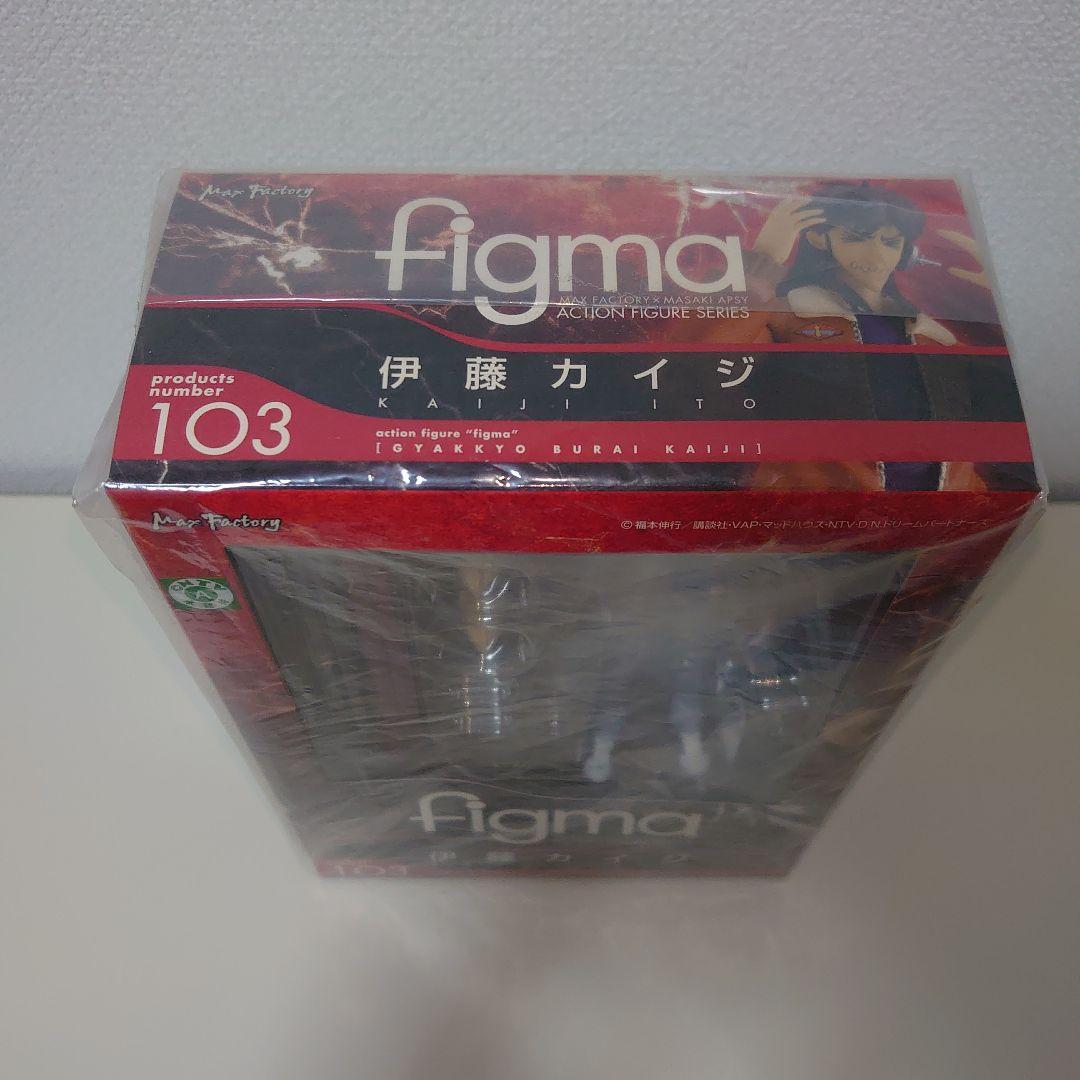 Max Factory
figma
MAX FACTORY × MASAKI APSY
ACTION FIGURE SERIES
伊藤カイジ
KAIJI ITO
products
number
103
action figure "figma"
[GYAKKYO BURAI KAIJI]
Max Factory
©福本伸行／講談社・VAP・マッドハウス・NTV・D.N.ドリームパートナーズ
NTV
A
figma
伊藤カイジ
103